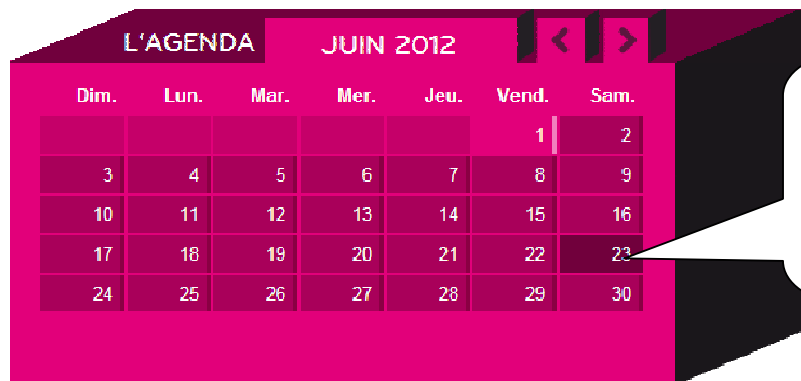 L'AGENDA JUIN 2012 < >
Dim. Lun. Mar. Mer. Jeu. Vend. Sam.
1 2
3 4 5 6 7 8 9
10 11 12 13 14 15 16
17 18 19 20 21 22 23
24 25 26 27 28 29 30